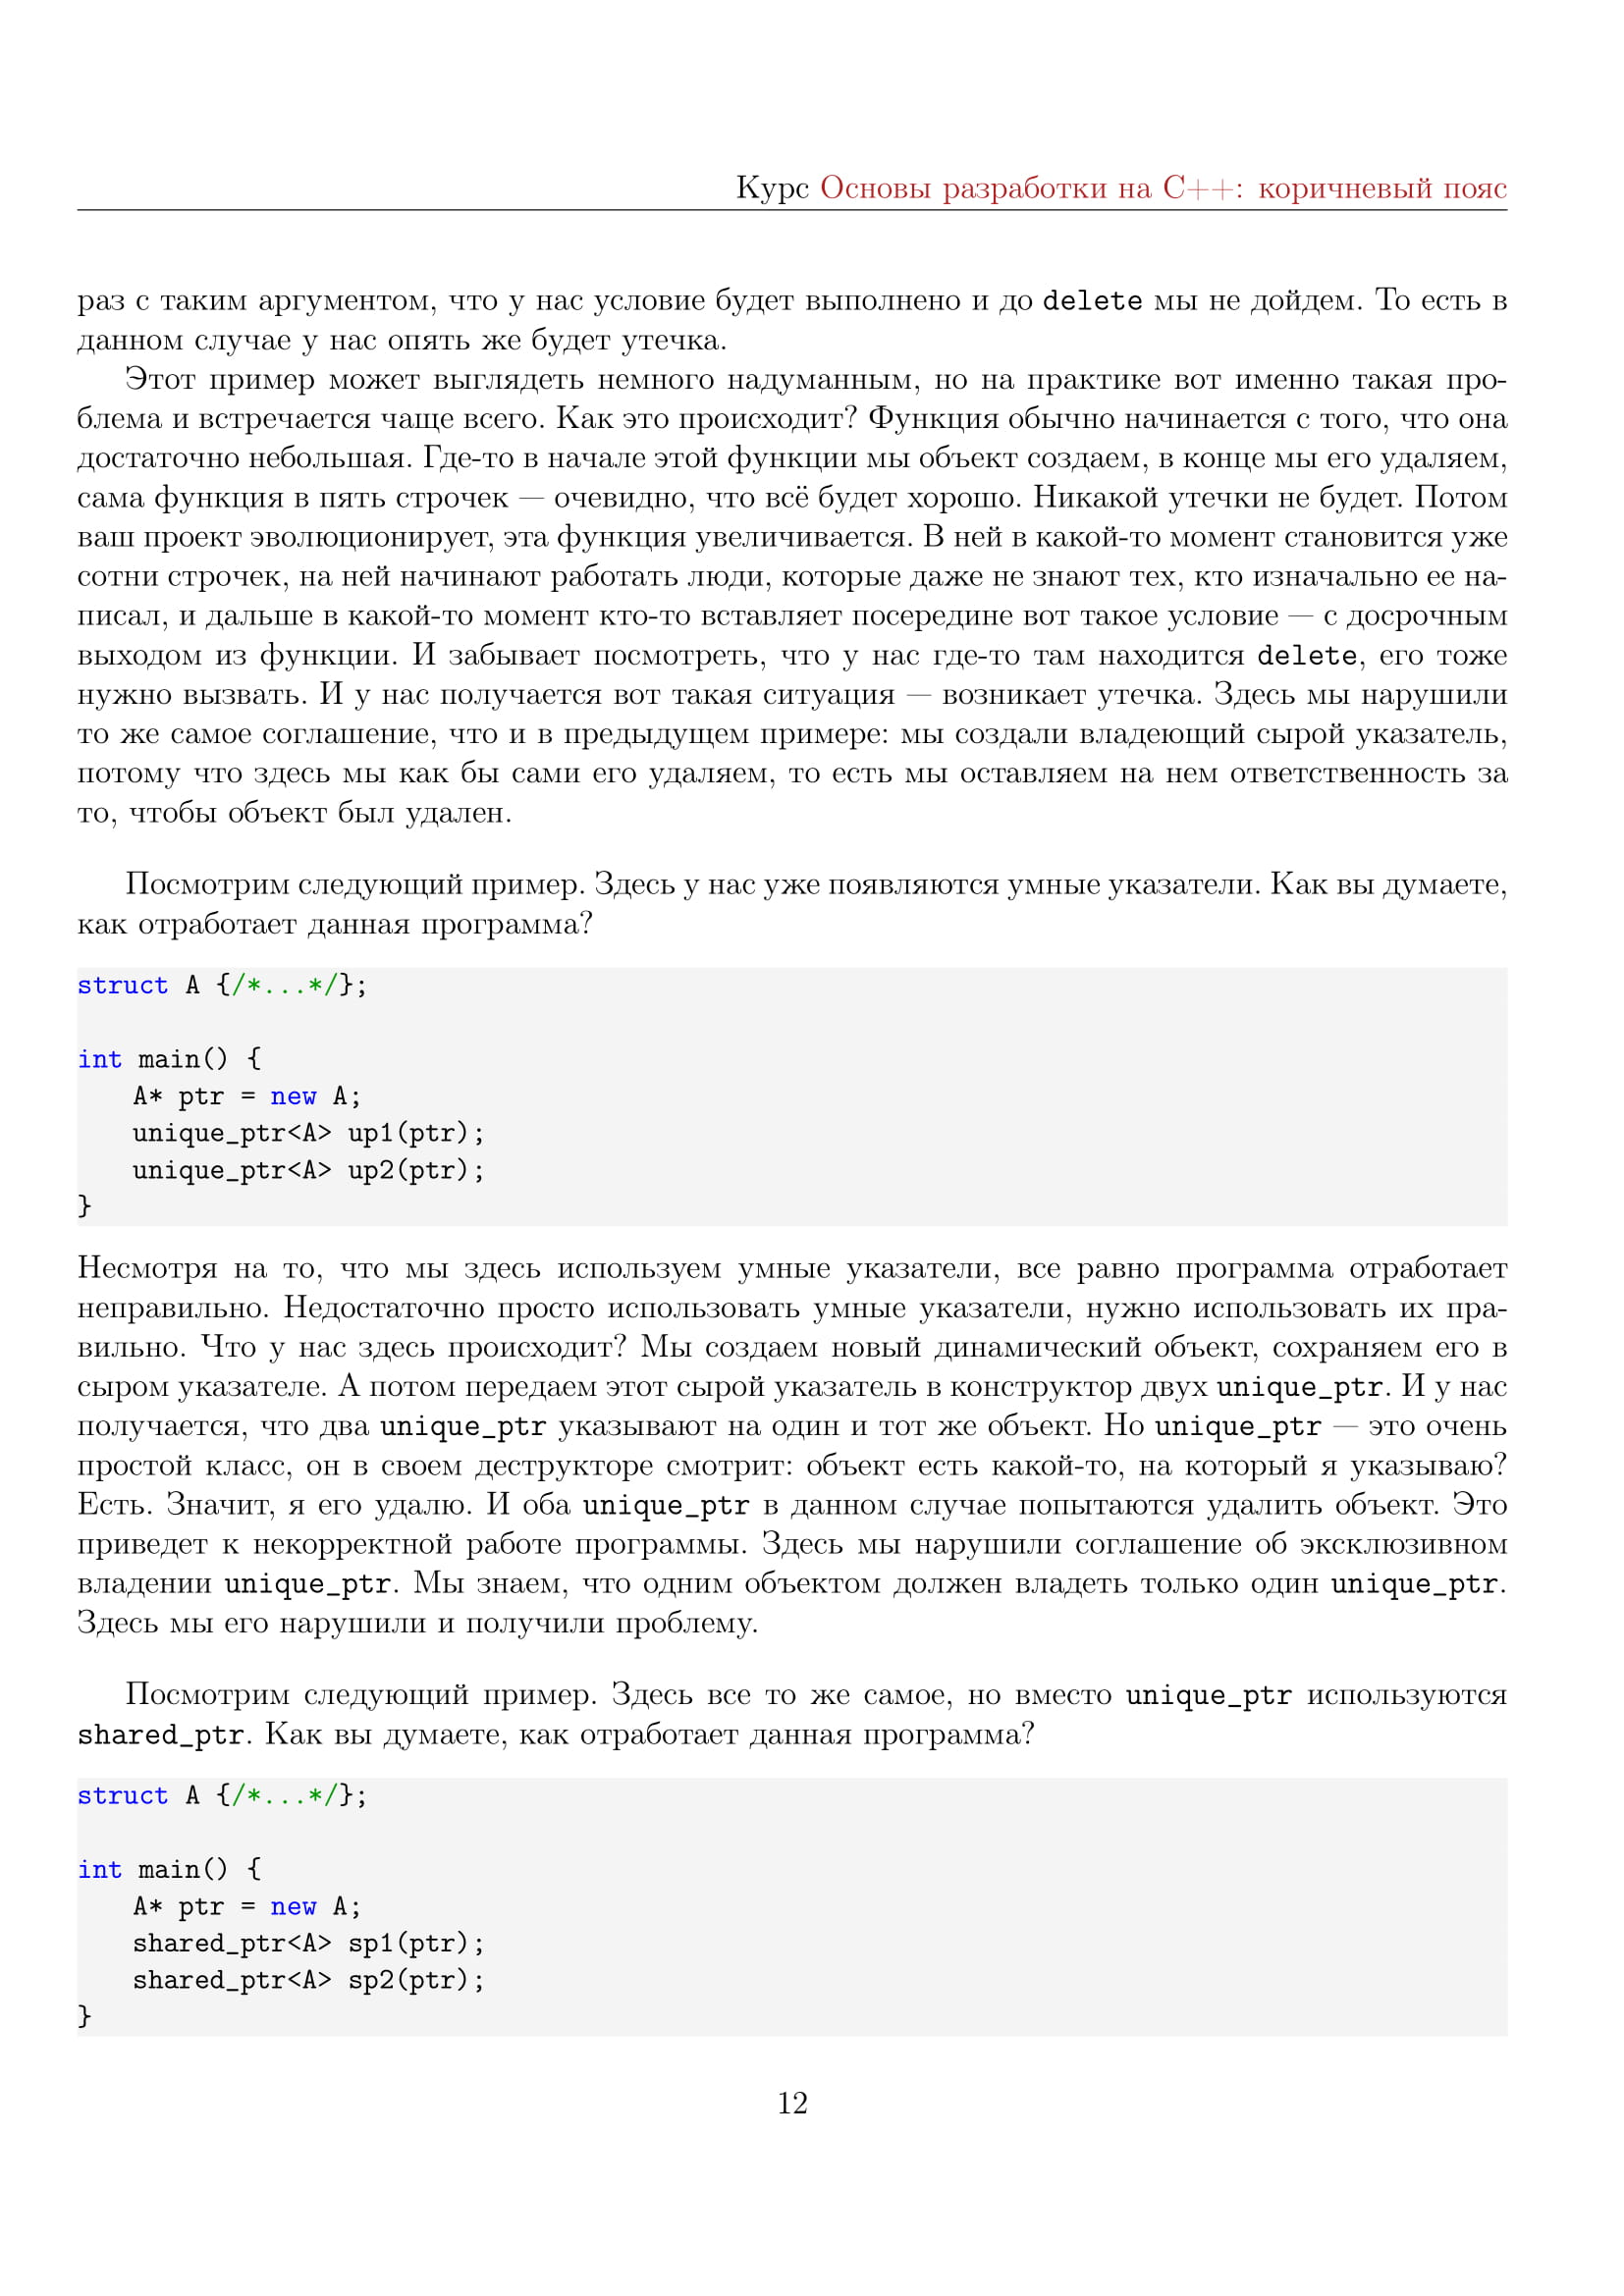 Курс Основы разработки на C++: коричневый пояс
раз с таким аргументом, что у нас условие будет выполнено и до delete мы не дойдем. То есть в
данном случае у нас опять же будет утечка.
Этот пример может выглядеть немного надуманным, но на практике вот именно такая про-
блема и встречается чаще всего. Как это происходит? Функция обычно начинается с того, что она
достаточно небольшая. Где-то в начале этой функции мы объект создаем, в конце мы его удаляем,
сама функция в пять строчек — очевидно, что всё будет хорошо. Никакой утечки не будет. Потом
ваш проект эволюционирует, эта функция увеличивается. В ней в какой-то момент становится уже
сотни строчек, на ней начинают работать люди, которые даже не знают тех, кто изначально ее на-
писал, и дальше в какой-то момент кто-то вставляет посередине вот такое условие — с досрочным
выходом из функции. И забывает посмотреть, что у нас где-то там находится delete, его тоже
нужно вызвать. И у нас получается вот такая ситуация — возникает утечка. Здесь мы нарушили
то же самое соглашение, что и в предыдущем примере: мы создали владеющий сырой указатель,
потому что здесь мы как бы сами его удаляем, то есть мы оставляем на нем ответственность за
то, чтобы объект был удален.
Посмотрим следующий пример. Здесь у нас уже появляются умные указатели. Как вы думаете,
как отработает данная программа?
struct A {/*...*/};
int main() {
A* ptr = new A;
unique_ptr<A> up1(ptr);
unique_ptr<A> up2(ptr);
}
Несмотря на то, что мы здесь используем умные указатели, все равно программа отработает
неправильно. Недостаточно просто использовать умные указатели, нужно использовать их пра-
вильно. Что у нас здесь происходит? Мы создаем новый динамический объект, сохраняем его в
сыром указателе. А потом передаем этот сырой указатель в конструктор двух unique_ptr. И у нас
получается, что два unique_ptr указывают на один и тот же объект. Но unique_ptr — это очень
простой класс, он в своем деструкторе смотрит: объект есть какой-то, на который я указываю?
Есть. Значит, я его удалю. И оба unique_ptr в данном случае попытаются удалить объект. Это
приведет к некорректной работе программы. Здесь мы нарушили соглашение об эксклюзивном
владении unique_ptr. Мы знаем, что одним объектом должен владеть только один unique_ptr.
Здесь мы его нарушили и получили проблему.
Посмотрим следующий пример. Здесь все то же самое, но вместо unique_ptr используются
shared_ptr. Как вы думаете, как отработает данная программа?
struct A {/*...*/};
int main() {
A* ptr = new A;
shared_ptr<A> sp1(ptr);
shared_ptr<A> sp2(ptr);
}
12